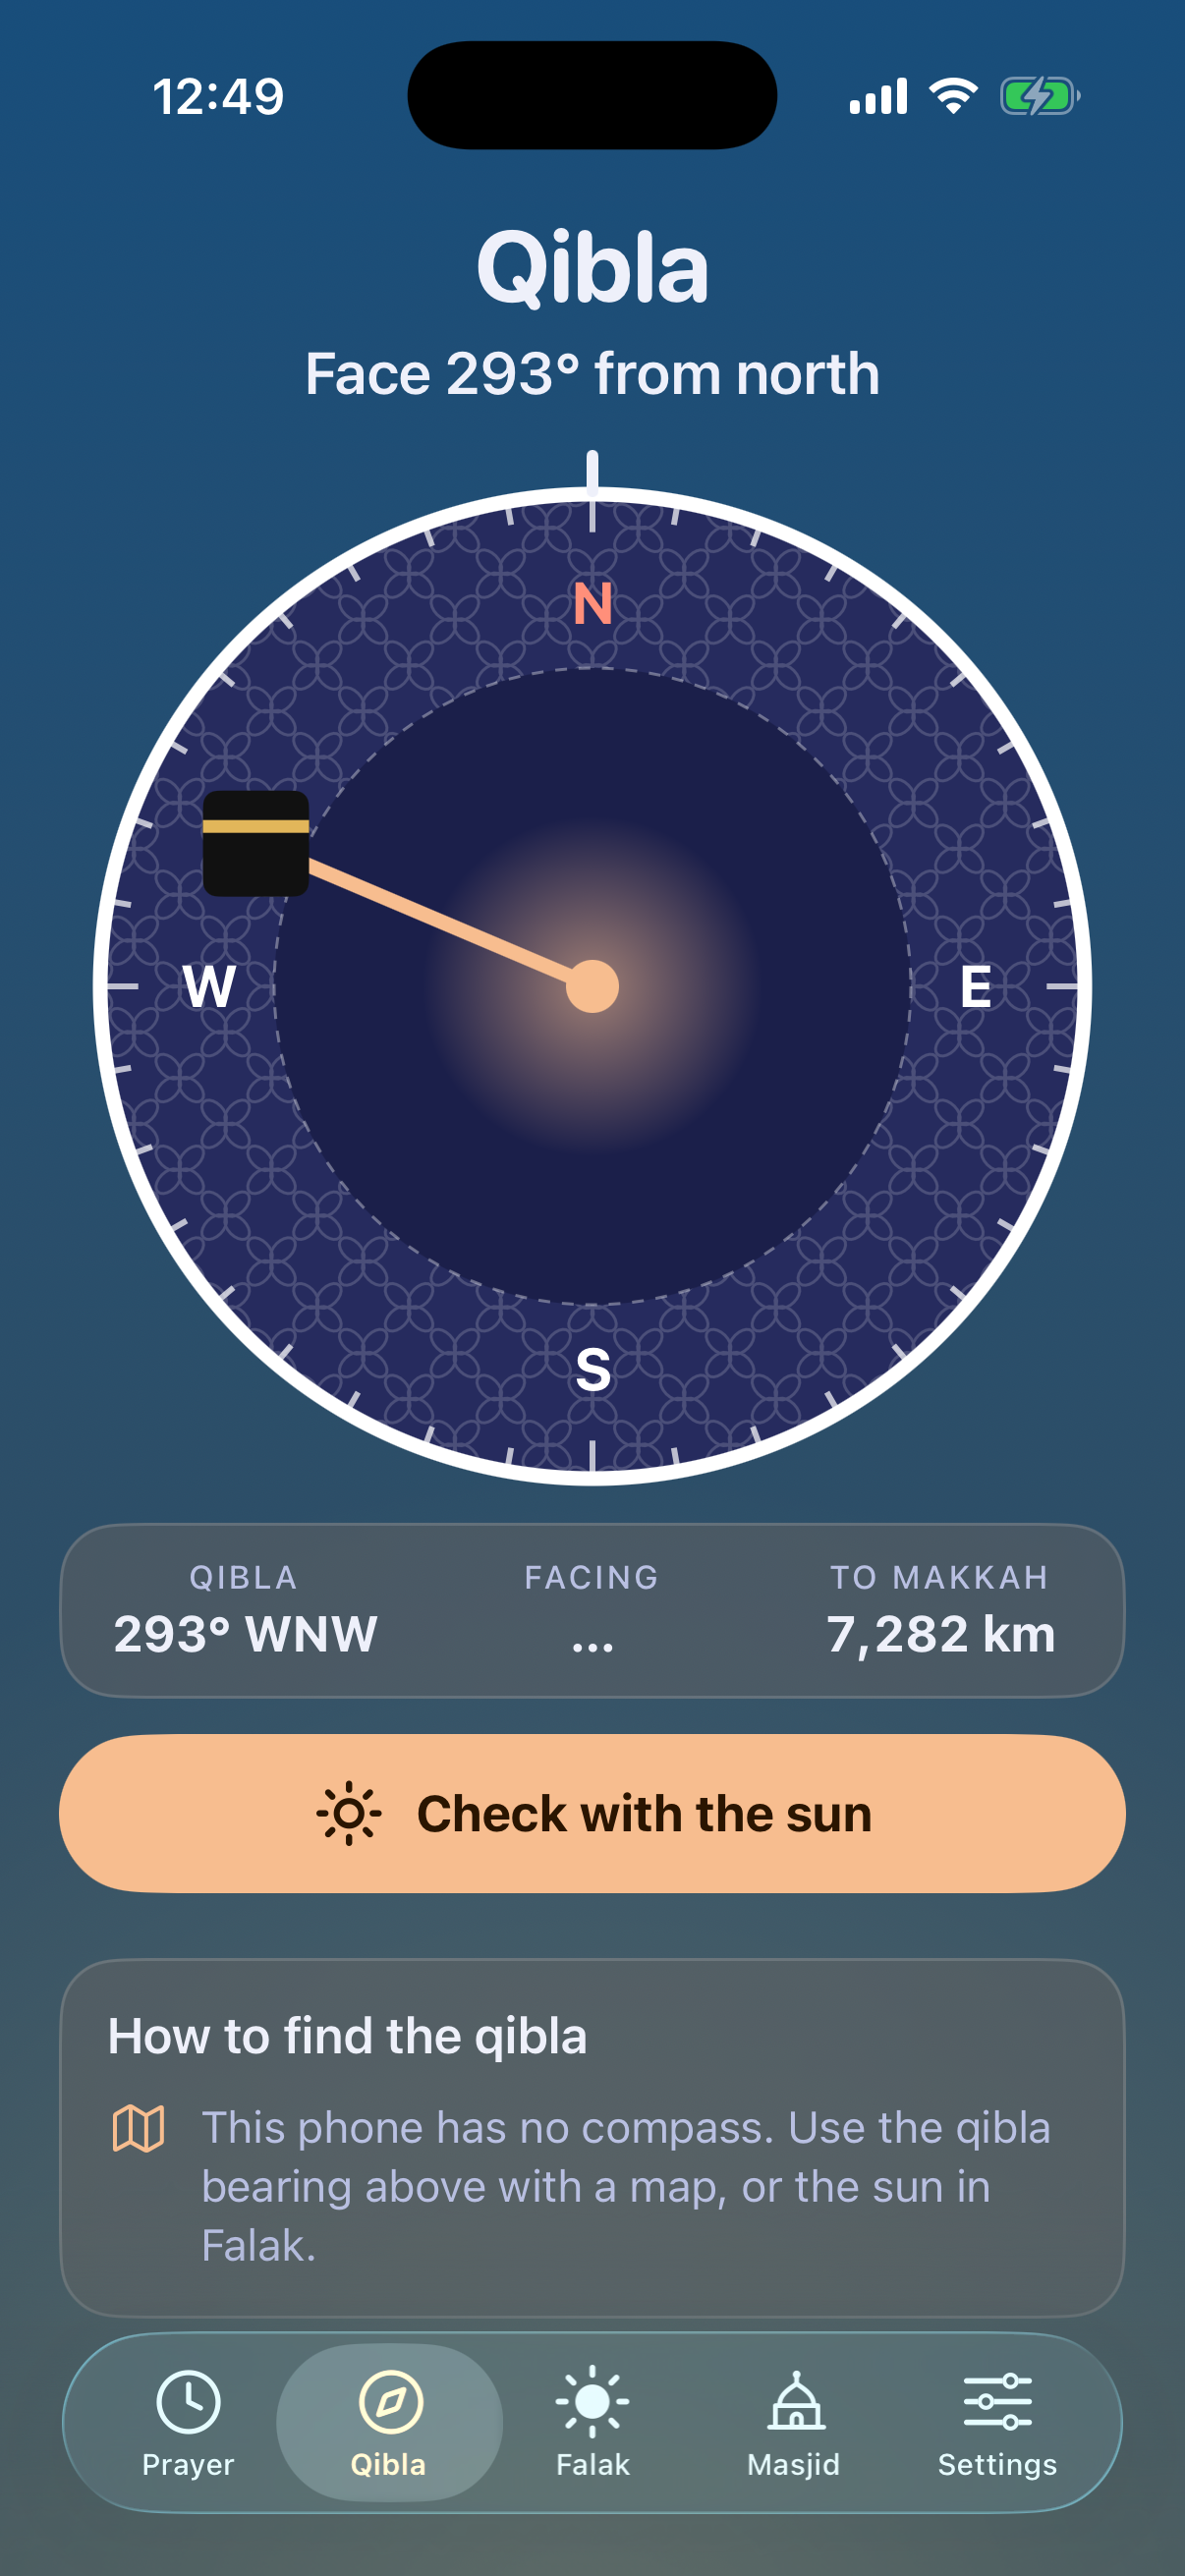 12:49
Qibla
Face 293° from north
N
W
E
S
QIBLA
FACING
TO MAKKAH
293° WNW
...
7,282 km
Check with the sun
How to find the qibla
This phone has no compass. Use the qibla
bearing above with a map, or the sun in
Falak.
Prayer
Qibla
Falak
Masjid
Settings